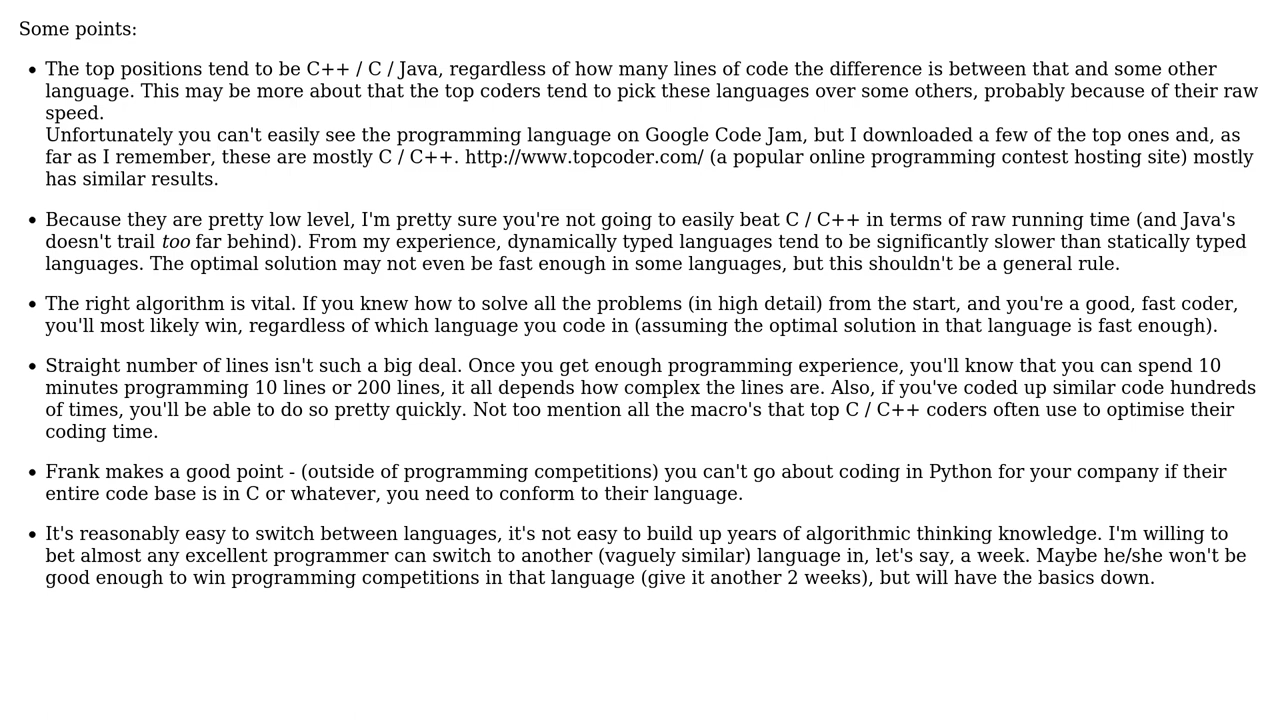 Some points:
• The top positions tend to be C++ / C / Java, regardless of how many lines of code the difference is between that and some other
language. This may be more about that the top coders tend to pick these languages over some others, probably because of their raw
speed.
Unfortunately you can't easily see the programming language on Google Code Jam, but I downloaded a few of the top ones and, as
far as I remember, these are mostly C / C++. http://www.topcoder.com/ (a popular online programming contest hosting site) mostly
has similar results.
• Because they are pretty low level, I'm pretty sure you're not going to easily beat C / C++ in terms of raw running time (and Java's
doesn't trail too far behind). From my experience, dynamically typed languages tend to be significantly slower than statically typed
languages. The optimal solution may not even be fast enough in some languages, but this shouldn't be a general rule.
• The right algorithm is vital. If you knew how to solve all the problems (in high detail) from the start, and you're a good, fast coder,
you'll most likely win, regardless of which language you code in (assuming the optimal solution in that language is fast enough).
• Straight number of lines isn't such a big deal. Once you get enough programming experience, you'll know that you can spend 10
minutes programming 10 lines or 200 lines, it all depends how complex the lines are. Also, if you've coded up similar code hundreds
of times, you'll be able to do so pretty quickly. Not too mention all the macro's that top C / C++ coders often use to optimise their
coding time.
• Frank makes a good point - (outside of programming competitions) you can't go about coding in Python for your company if their
entire code base is in C or whatever, you need to conform to their language.
• It's reasonably easy to switch between languages, it's not easy to build up years of algorithmic thinking knowledge. I'm willing to
bet almost any excellent programmer can switch to another (vaguely similar) language in, let's say, a week. Maybe he/she won't be
good enough to win programming competitions in that language (give it another 2 weeks), but will have the basics down.